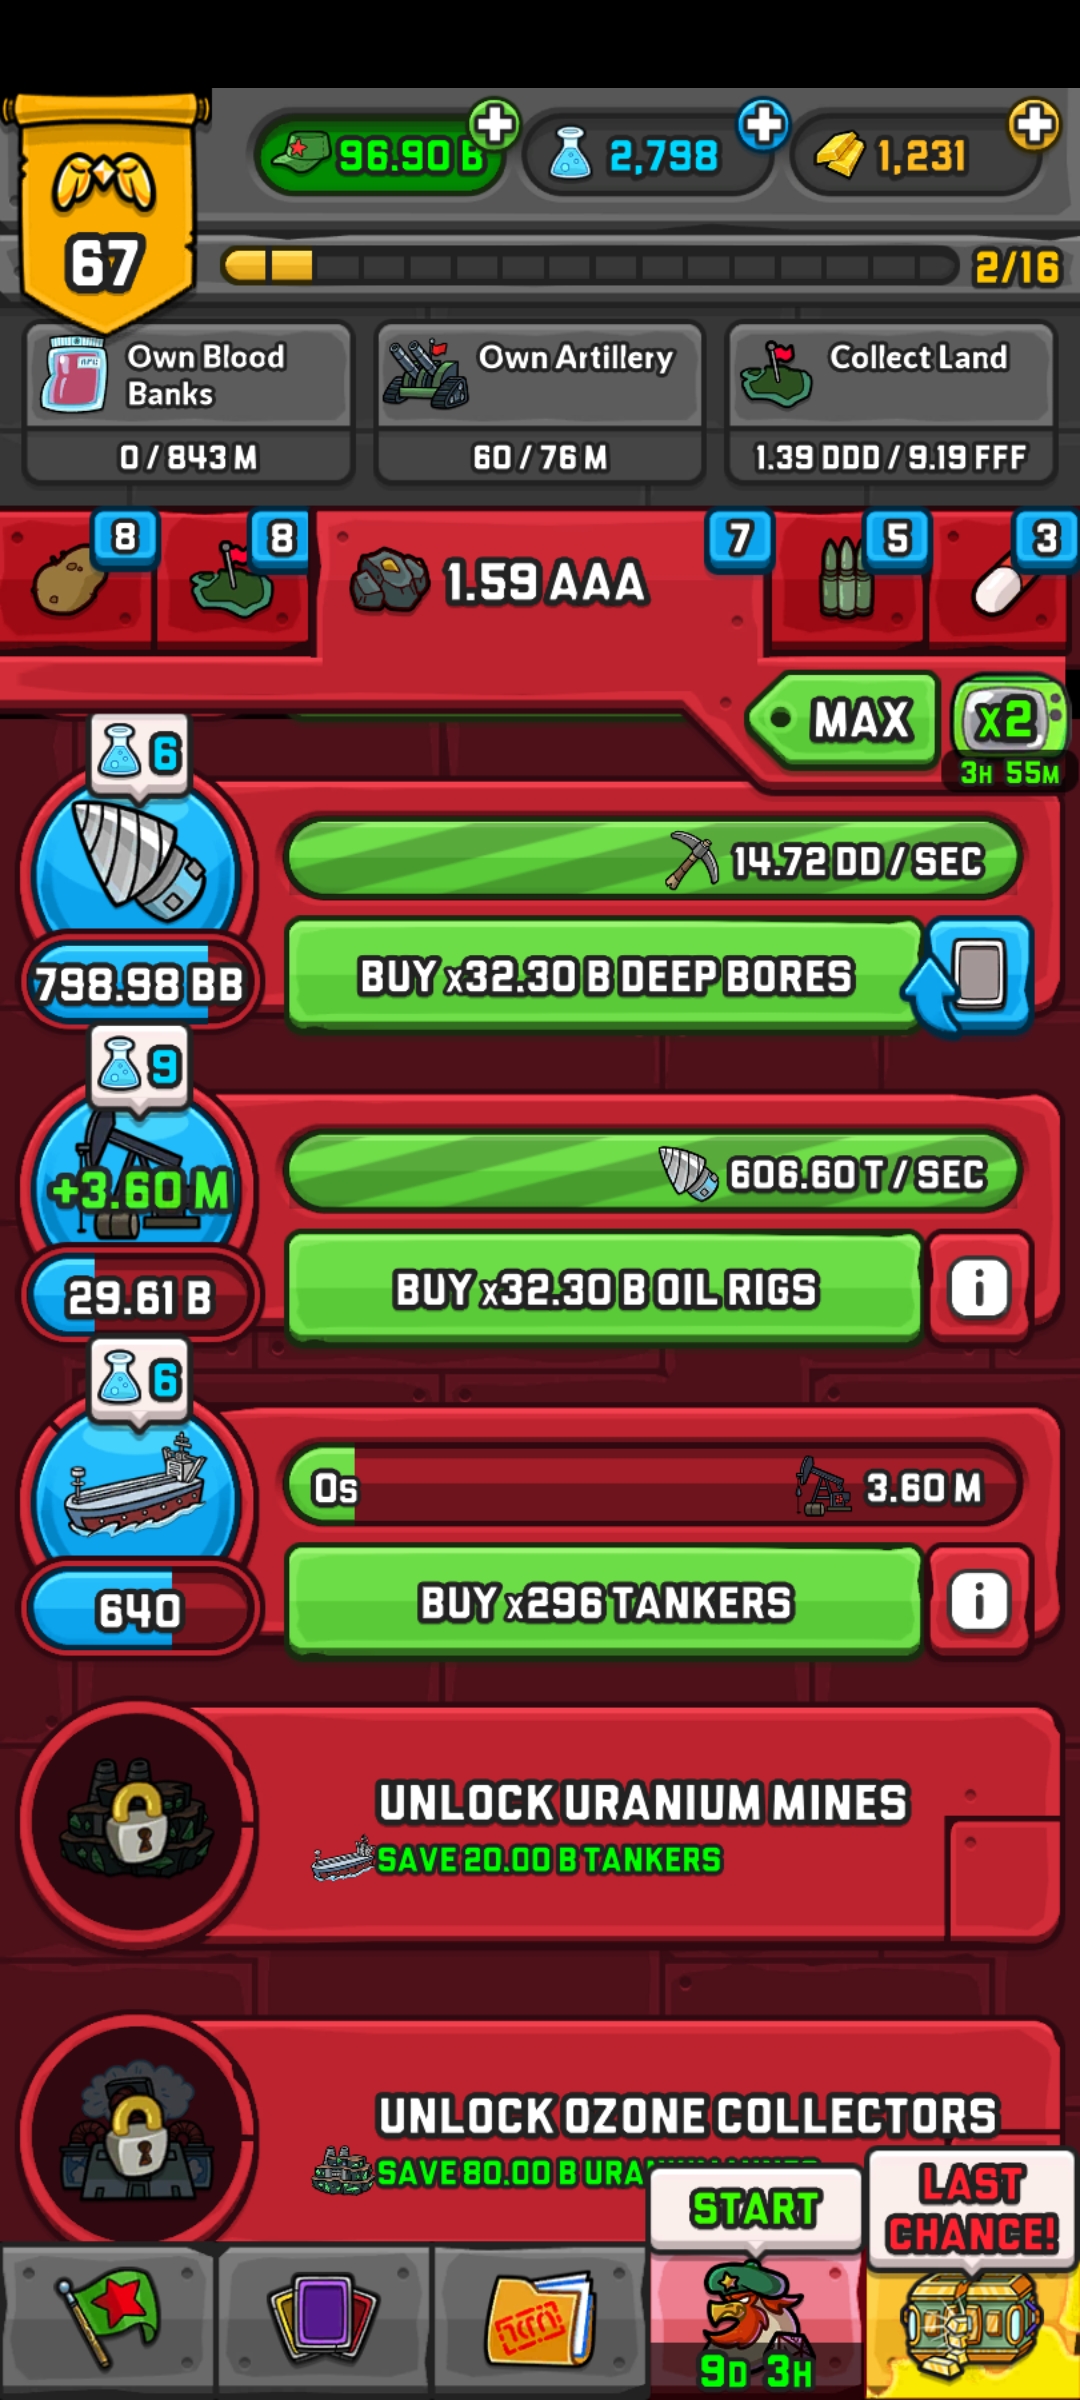 96.90 B
2,798
1,231
67
2/16
Own Blood
Banks
0 / 843 M
Own Artillery
60 / 76 M
Collect Land
1.39 DDD / 9.19 FFF
8
8
1.59 AAA
7
5
3
MAX
x2
3H 55M
6
14.72 DD / SEC
798.98 BB
BUY x32.30 B DEEP BORES
9
+3.60 M
606.60 T / SEC
29.61 B
BUY x32.30 B OIL RIGS
i
6
0s
3.60 M
640
BUY x296 TANKERS
i
UNLOCK URANIUM MINES
SAVE 20.00 B TANKERS
UNLOCK OZONE COLLECTORS
SAVE 80.00 B
START
LAST
CHANCE!
9D 3H